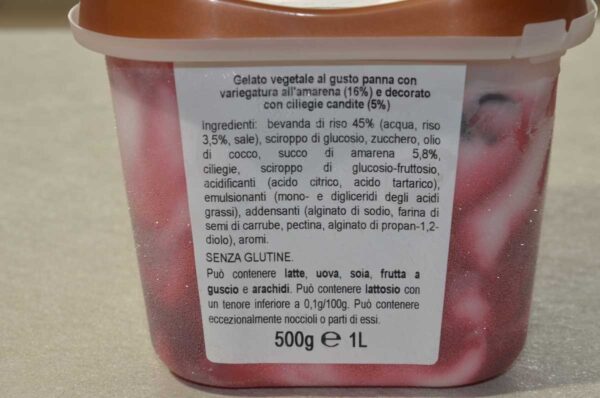 Gelato vegetale al gusto panna con
variegatura all'amarena (16%) e decorato
con ciliegie candite (5%)
Ingredienti: bevanda di riso 45% (acqua, riso
3,5%, sale), sciroppo di glucosio, zucchero, olio
di cocco, succo di amarena 5,8%,
ciliegie, sciroppo di glucosio-fruttosio,
acidificanti (acido citrico, acido tartarico),
emulsionanti (mono- e digliceridi degli acidi
grassi), addensanti (alginato di sodio, farina di
semi di carrube, pectina, alginato di propan-1,2-
diolo), aromi.
SENZA GLUTINE.
Può contenere latte, uova, soia, frutta a
guscio e arachidi. Può contenere lattosio con
un tenore inferiore a 0,1g/100g. Può contenere
eccezionalmente noccioli o parti di essi.
500g ℮ 1L